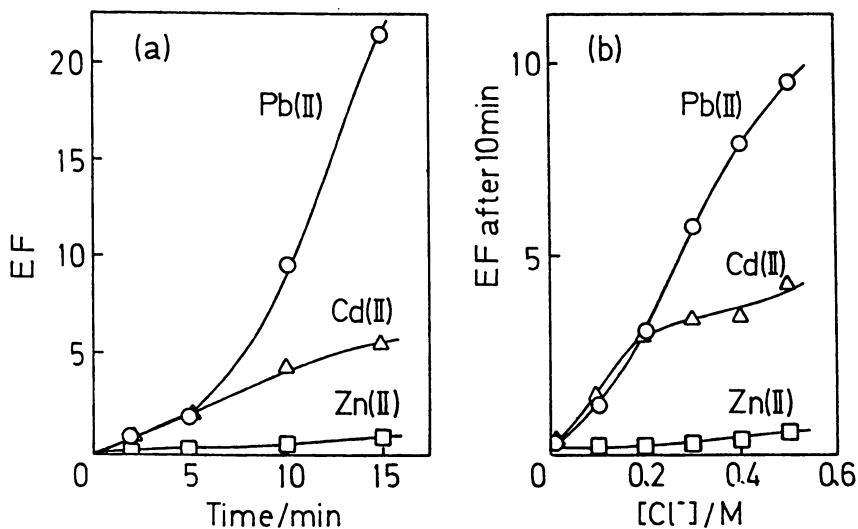 (a)
EF
20
15
10
5
Pb(Ⅱ)
Cd(Ⅱ)
Zn(Ⅱ)
0 5 10 15
Time/min
(b)
EF after 10min
10
5
Pb(Ⅱ)
Cd(Ⅱ)
Zn(Ⅱ)
0 0.2 0.4 0.6
[Cl⁻]/M